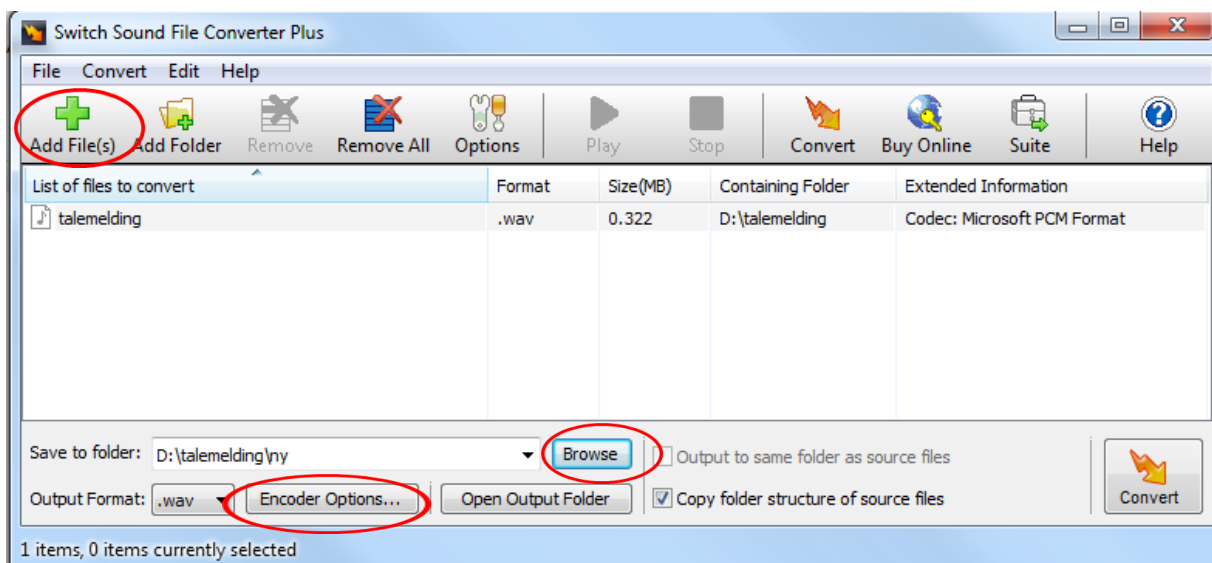 Switch Sound File Converter Plus
File Convert Edit Help
Add File(s) Add Folder Remove Remove All Options Play Stop Convert Buy Online Suite Help
List of files to convert Format Size(MB) Containing Folder Extended Information
talemelding .wav 0.322 D:\talemelding Codec: Microsoft PCM Format
Save to folder: D:\talemelding\ny Browse Output to same folder as source files
Output Format: .wav Encoder Options... Open Output Folder Copy folder structure of source files Convert
1 items, 0 items currently selected